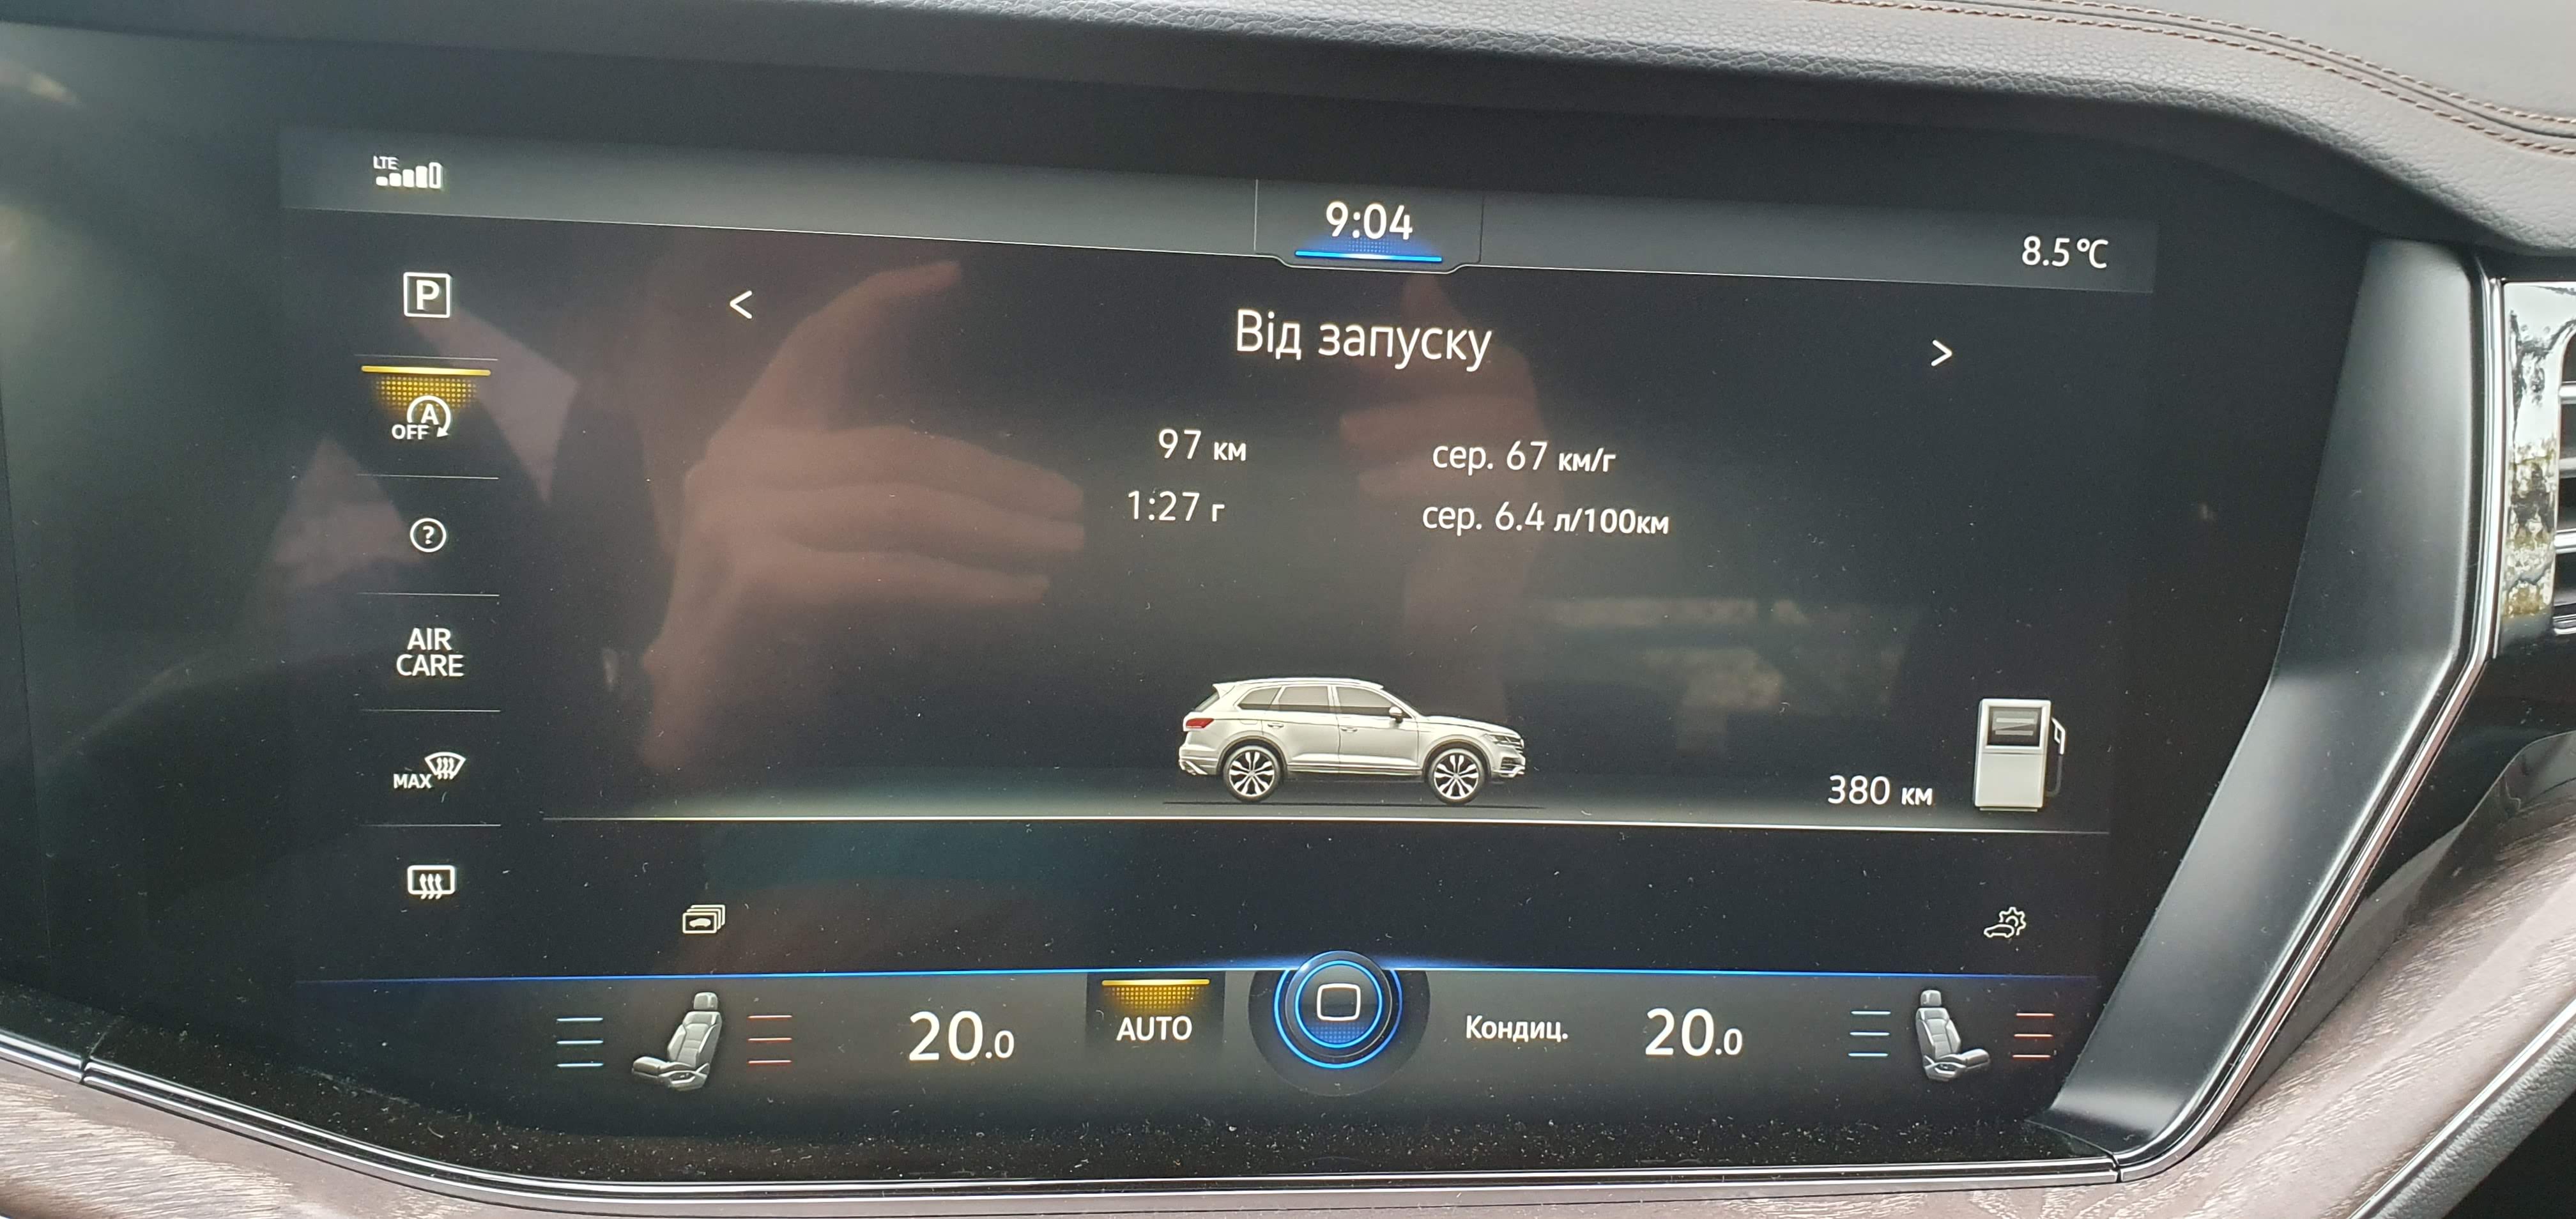 LTE
9:04
8.5°C
P
<
Від запуску
>
A
OFF
97 км
сер. 67 км/г
1:27 г
сер. 6.4 л/100км
?
AIR
CARE
MAX
380 км
20.0
AUTO
Кондиц.
20.0